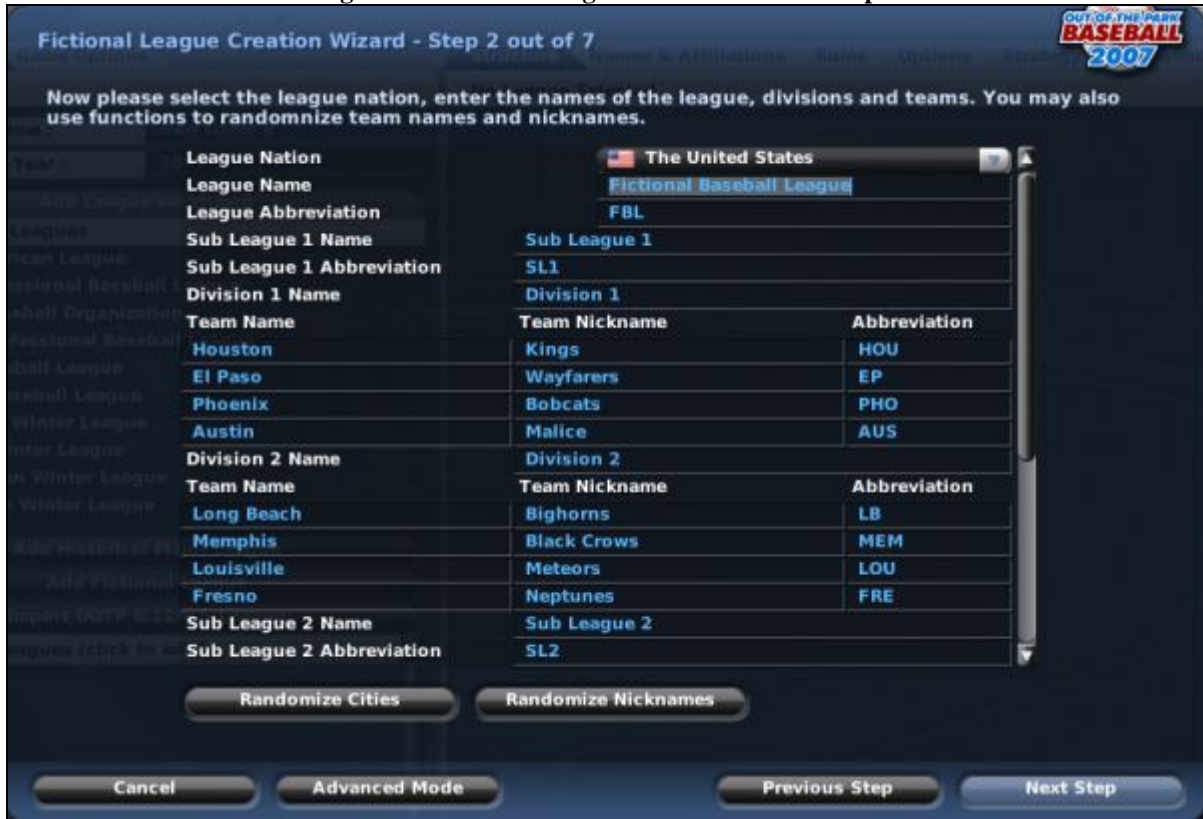 Fictional League Creation Wizard - Step 2 out of 7
OUT OF THE PARK
BASEBALL
2007
Now please select the league nation, enter the names of the league, divisions and teams. You may also
use functions to randomnize team names and nicknames.
League Nation The United States
League Name Fictional Baseball League
League Abbreviation FBL
Sub League 1 Name Sub League 1
Sub League 1 Abbreviation SL1
Division 1 Name Division 1
Team Name Team Nickname Abbreviation
Houston Kings HOU
El Paso Wayfarers EP
Phoenix Bobcats PHO
Austin Malice AUS
Division 2 Name Division 2
Team Name Team Nickname Abbreviation
Long Beach Bighorns LB
Memphis Black Crows MEM
Louisville Meteors LOU
Fresno Neptunes FRE
Sub League 2 Name Sub League 2
Sub League 2 Abbreviation SL2
Randomize Cities Randomize Nicknames
Cancel Advanced Mode Previous Step Next Step